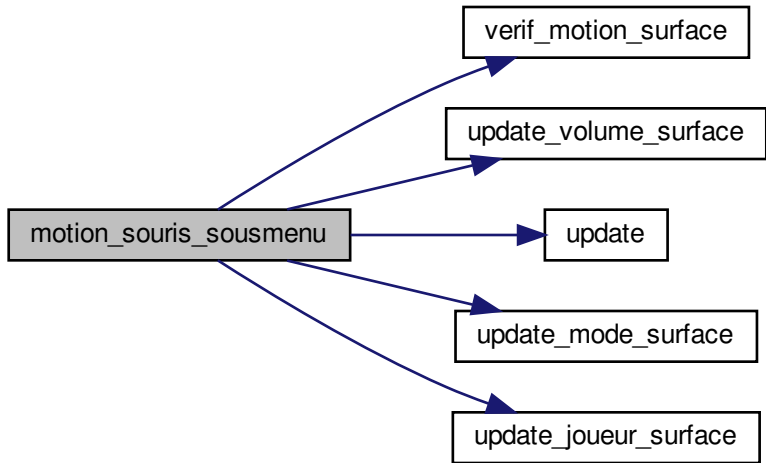 verif_motion_surface
update_volume_surface
motion_souris_sousmenu
update
update_mode_surface
update_joueur_surface